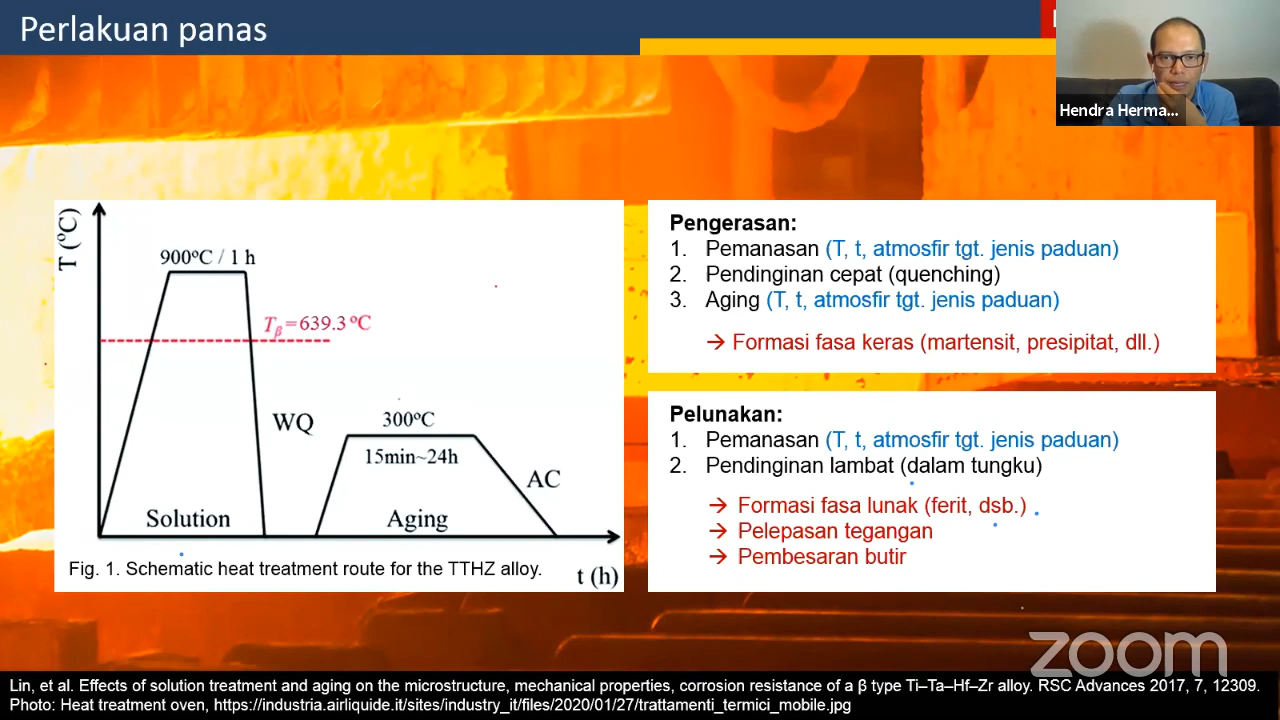 Perlakuan panas
Hendra Herma...
T (ºC)
900ºC / 1 h
Tβ=639.3 ºC
WQ
300ºC
15min~24h
AC
Solution
Aging
Fig. 1. Schematic heat treatment route for the TTHZ alloy.
t (h)
Pengerasan:
1. Pemanasan (T, t, atmosfir tgt. jenis paduan)
2. Pendinginan cepat (quenching)
3. Aging (T, t, atmosfir tgt. jenis paduan)
→ Formasi fasa keras (martensit, presipitat, dll.)
Pelunakan:
1. Pemanasan (T, t, atmosfir tgt. jenis paduan)
2. Pendinginan lambat (dalam tungku)
→ Formasi fasa lunak (ferit, dsb.)
→ Pelepasan tegangan
→ Pembesaran butir
zoom
Lin, et al. Effects of solution treatment and aging on the microstructure, mechanical properties, corrosion resistance of a β type Ti–Ta–Hf–Zr alloy. RSC Advances 2017, 7, 12309.
Photo: Heat treatment oven, https://industria.airliquide.it/sites/industry_it/files/2020/01/27/trattamenti_termici_mobile.jpg